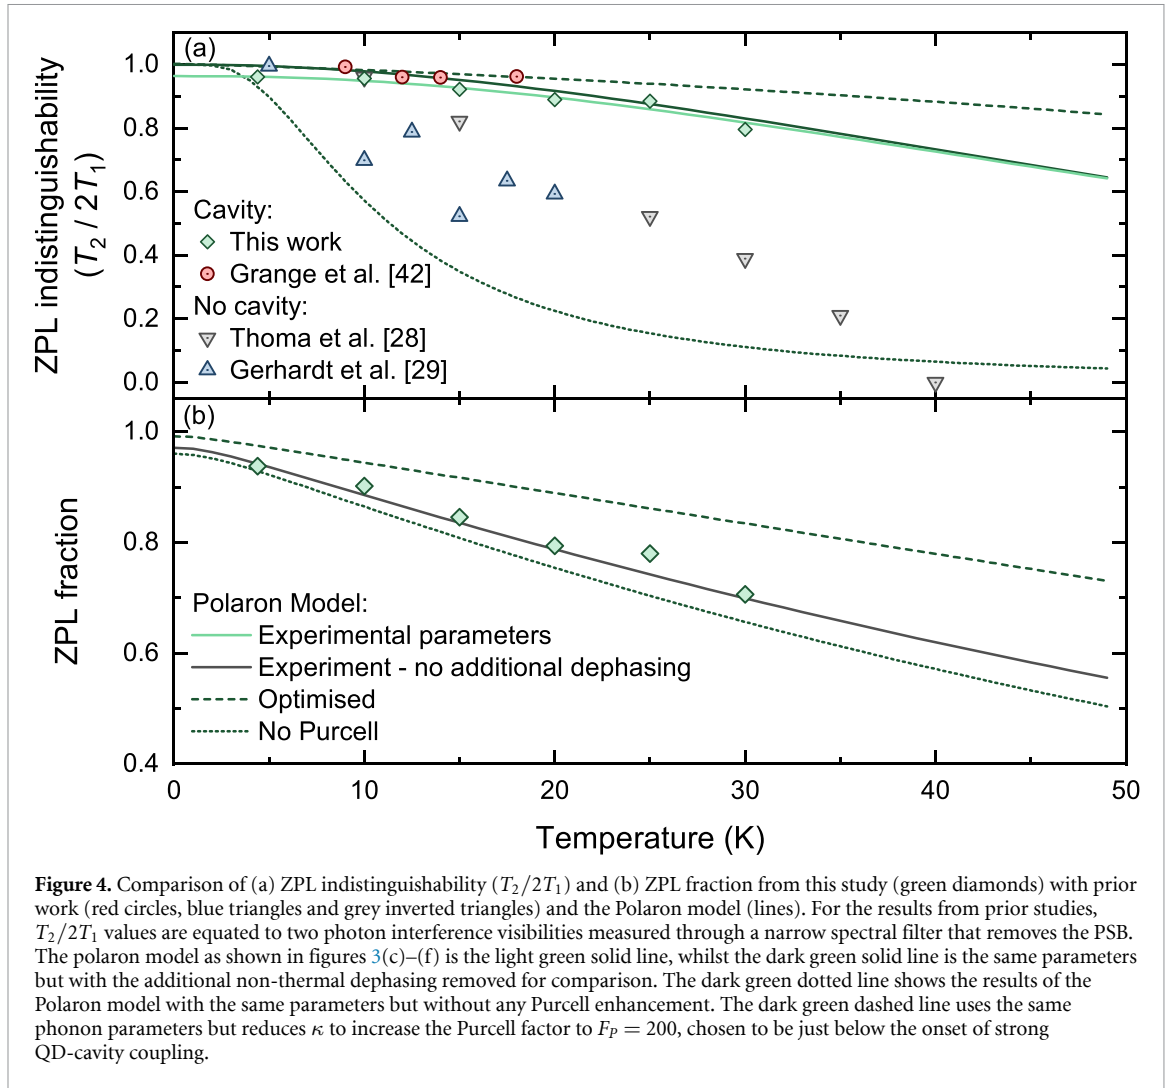 (a)
1.0
0.8
0.6
0.4
0.2
0.0
ZPL indistinguishability
(T₂ / 2T₁)
Cavity:
This work
Grange et al. [42]
No cavity:
Thoma et al. [28]
Gerhardt et al. [29]
(b)
1.0
0.8
0.6
0.4
ZPL fraction
Polaron Model:
Experimental parameters
Experiment - no additional dephasing
Optimised
No Purcell
0 10 20 30 40 50
Temperature (K)
Figure 4. Comparison of (a) ZPL indistinguishability (T₂/2T₁) and (b) ZPL fraction from this study (green diamonds) with prior
work (red circles, blue triangles and grey inverted triangles) and the Polaron model (lines). For the results from prior studies,
T₂/2T₁ values are equated to two photon interference visibilities measured through a narrow spectral filter that removes the PSB.
The polaron model as shown in figures 3(c)–(f) is the light green solid line, whilst the dark green solid line is the same parameters
but with the additional non-thermal dephasing removed for comparison. The dark green dotted line shows the results of the
Polaron model with the same parameters but without any Purcell enhancement. The dark green dashed line uses the same
phonon parameters but reduces κ to increase the Purcell factor to F_P = 200, chosen to be just below the onset of strong
QD-cavity coupling.